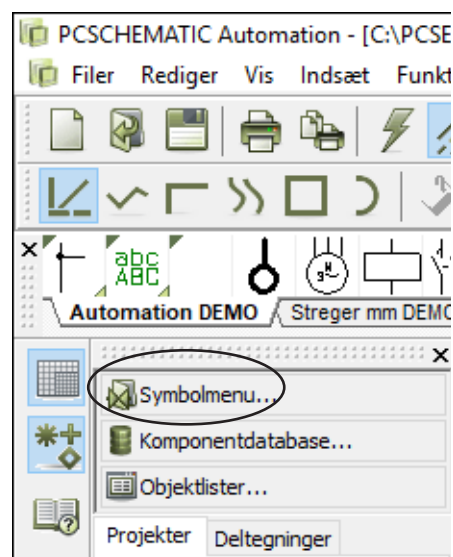 PCSCHEMATIC Automation - [C:\PCSE
Filer Rediger Vis Indsæt Funkt
abc
ABC
Automation DEMO Streger mm DEMO
Symbolmenu...
Komponentdatabase...
Objektlister...
Projekter Deltegninger